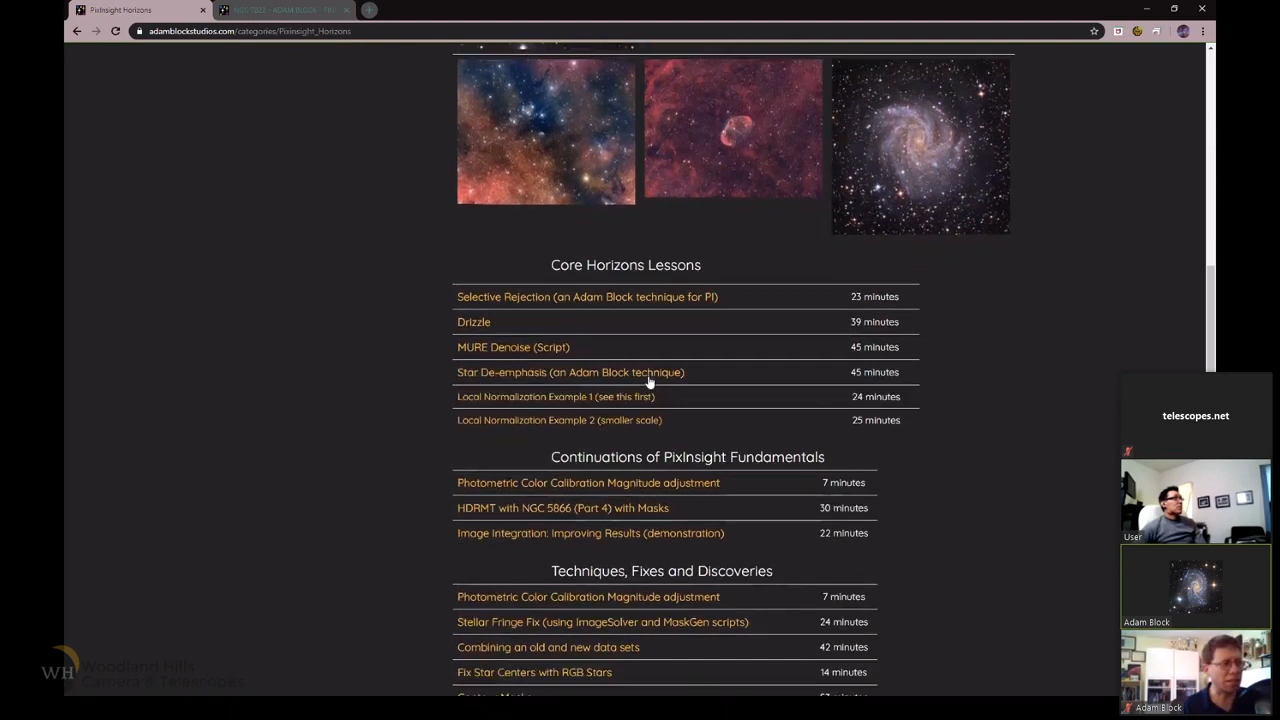 PixInsight Horizons
NGC 7822 - ADAM BLOCK - FIN
adamblockstudios.com/categories/Pixinsight_Horizons
Core Horizons Lessons
Selective Rejection (an Adam Block technique for PI) 23 minutes
Drizzle 39 minutes
MURE Denoise (Script) 45 minutes
Star De-emphasis (an Adam Block technique) 45 minutes
Local Normalization Example 1 (see this first) 24 minutes
Local Normalization Example 2 (smaller scale) 25 minutes
Continuations of PixInsight Fundamentals
Photometric Color Calibration Magnitude adjustment 7 minutes
HDRMT with NGC 5866 (Part 4) with Masks 30 minutes
Image Integration: Improving Results (demonstration) 22 minutes
Techniques, Fixes and Discoveries
Photometric Color Calibration Magnitude adjustment 7 minutes
Stellar Fringe Fix (using ImageSolver and MaskGen scripts) 24 minutes
Combining an old and new data sets 42 minutes
Fix Star Centers with RGB Stars 14 minutes
telescopes.net
User
Adam Block
Adam Block
WH Woodland Hills
Camera & Telescopes